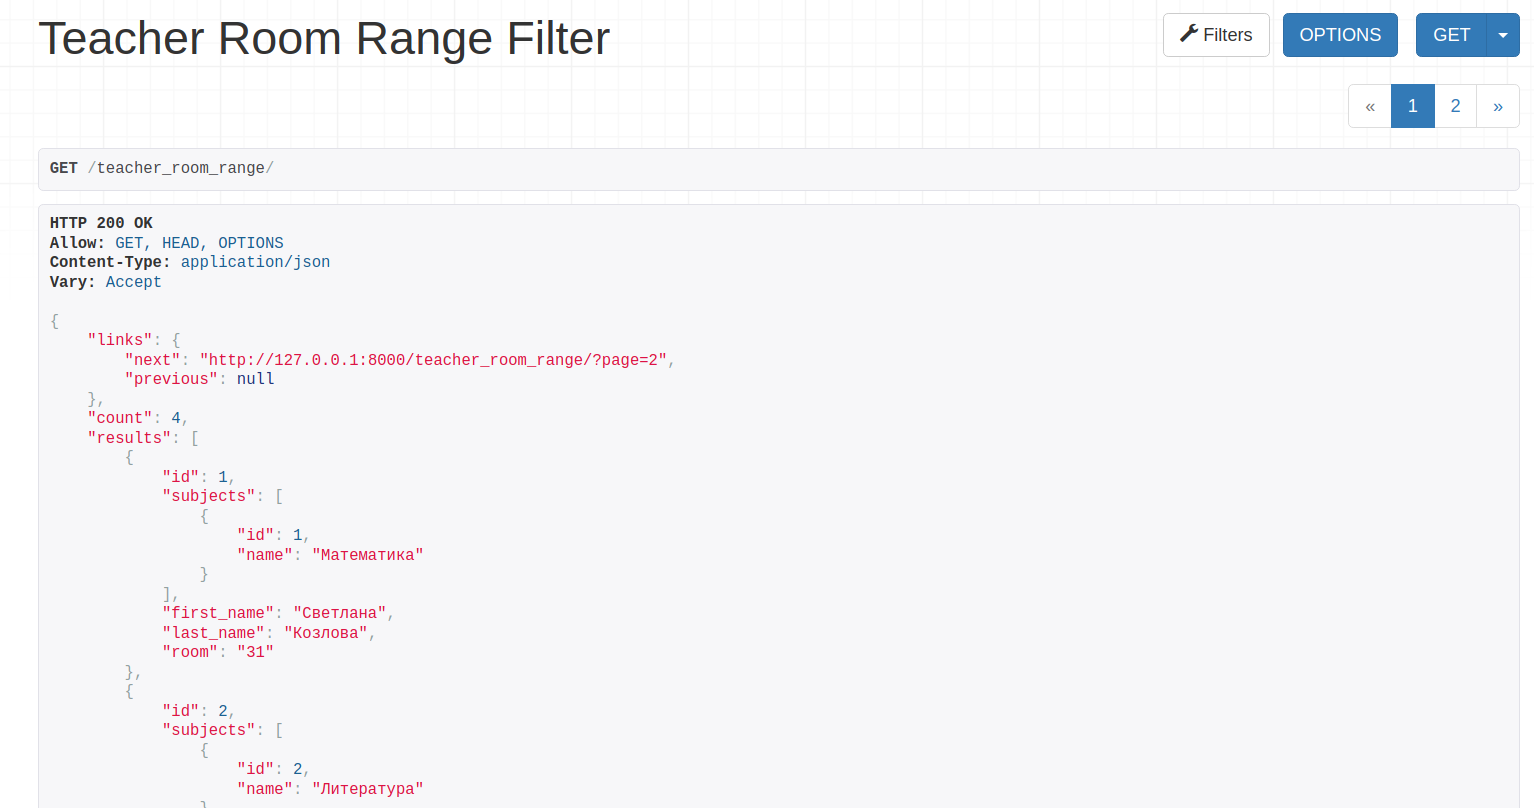 Teacher Room Range Filter
Filters
OPTIONS
GET
« 1 2 »
GET /teacher_room_range/
HTTP 200 OK
Allow: GET, HEAD, OPTIONS
Content-Type: application/json
Vary: Accept
{
"links": {
"next": "http://127.0.0.1:8000/teacher_room_range/?page=2",
"previous": null
},
"count": 4,
"results": [
{
"id": 1,
"subjects": [
{
"id": 1,
"name": "Математика"
}
],
"first_name": "Светлана",
"last_name": "Козлова",
"room": "31"
},
{
"id": 2,
"subjects": [
{
"id": 2,
"name": "Литература"
}